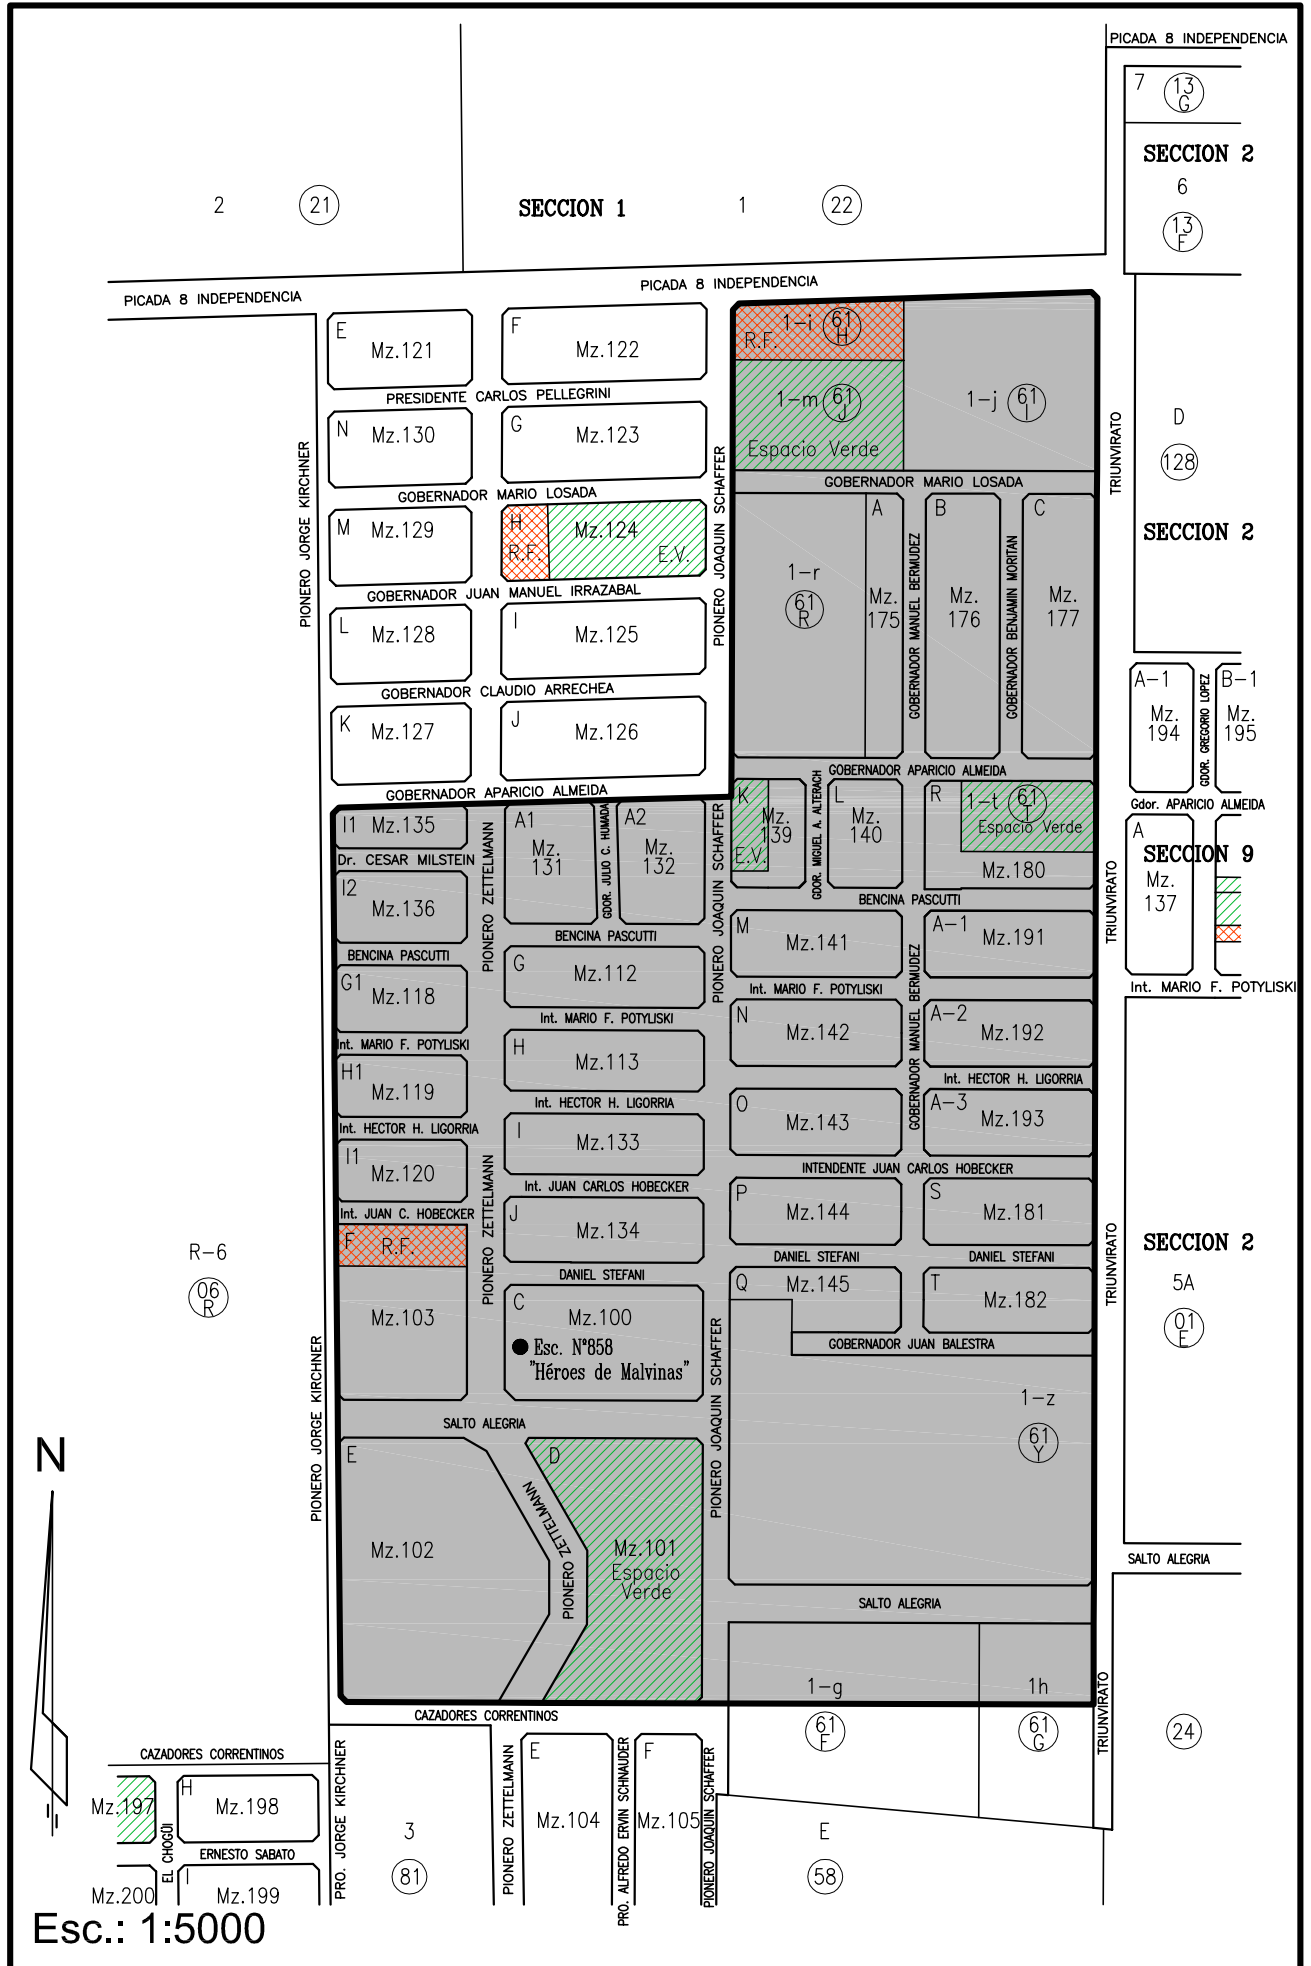 PICADA 8 INDEPENDENCIA
7
13
G
SECCION 2
6
13
F
2
21
SECCION 1
1
22
PICADA 8 INDEPENDENCIA
PICADA 8 INDEPENDENCIA
E
Mz.121
F
Mz.122
1-i
61
H
R.F.
PRESIDENTE CARLOS PELLEGRINI
1-m
61
J
Espacio Verde
1-j
61
I
D
128
SECCION 2
N
Mz.130
G
Mz.123
PIONERO JORGE KIRCHNER
PIONERO JOAQUIN SCHAFFER
TRIUNVIRATO
GOBERNADOR MARIO LOSADA
GOBERNADOR MARIO LOSADA
M
Mz.129
H
R.F.
Mz.124
E.V.
GOBERNADOR JUAN MANUEL IRRAZABAL
L
Mz.128
I
Mz.125
GOBERNADOR CLAUDIO ARRECHEA
K
Mz.127
J
Mz.126
GOBERNADOR APARICIO ALMEIDA
1-r
61
R
A
Mz.
175
GOBERNADOR MANUEL BERMUDEZ
B
Mz.
176
GOBERNADOR BENJAMIN MORITAN
C
Mz.
177
GOBERNADOR APARICIO ALMEIDA
A-1
Mz.
194
GDOR. GREGORIO LOPEZ
B-1
Mz.
195
Gdor. APARICIO ALMEIDA
A
SECCION 9
Mz.
137
Int. MARIO F. POTYLISKI
I1
Mz.135
Dr. CESAR MILSTEIN
I2
Mz.136
BENCINA PASCUTTI
G1
Mz.118
Int. MARIO F. POTYLISKI
H1
Mz.119
Int. HECTOR H. LIGORRIA
I1
Mz.120
Int. JUAN C. HOBECKER
F
R.F.
Mz.103
PIONERO ZETTELMANN
A1
Mz.
131
GDOR. JULIO C. HUMADA
A2
Mz.
132
BENCINA PASCUTTI
G
Mz.112
Int. MARIO F. POTYLISKI
H
Mz.113
Int. HECTOR H. LIGORRIA
I
Mz.133
PIONERO ZETTELMANN
Int. JUAN CARLOS HOBECKER
J
Mz.134
DANIEL STEFANI
C
Mz.100
Esc. N°858
"Héroes de Malvinas"
PIONERO JOAQUIN SCHAFFER
K
Mz.
139
E.V.
GDOR. MIGUEL A. ALTERACH
L
Mz.
140
R
1-t
61
T
Espacio Verde
Mz.180
BENCINA PASCUTTI
M
Mz.141
A-1
Mz.191
TRIUNVIRATO
Int. MARIO F. POTYLISKI
GOBERNADOR MANUEL BERMUDEZ
N
Mz.142
A-2
Mz.192
Int. HECTOR H. LIGORRIA
O
Mz.143
A-3
Mz.193
INTENDENTE JUAN CARLOS HOBECKER
P
Mz.144
S
Mz.181
DANIEL STEFANI
DANIEL STEFANI
Q
Mz.145
T
Mz.182
GOBERNADOR JUAN BALESTRA
TRIUNVIRATO
SECCION 2
5A
01
E
R-6
06
R
PIONERO JORGE KIRCHNER
PIONERO JOAQUIN SCHAFFER
1-z
61
Y
SALTO ALEGRIA
N
E
Mz.102
PIONERO ZETTELMANN
PIONERO ZETTELMANN
D
Mz.101
Espacio
Verde
SALTO ALEGRIA
SALTO ALEGRIA
1-g
61
F
1h
61
G
TRIUNVIRATO
24
CAZADORES CORRENTINOS
CAZADORES CORRENTINOS
Mz.197
EL CHOGÜI
H
Mz.198
ERNESTO SABATO
Mz.200
I
Mz.199
PRO. JORGE KIRCHNER
3
81
PIONERO ZETTELMANN
E
Mz.104
PRO. ALFREDO ERVIN SCHNAUDER
F
Mz.105
PIONERO JOAQUIN SCHAFFER
E
58
Esc.: 1:5000